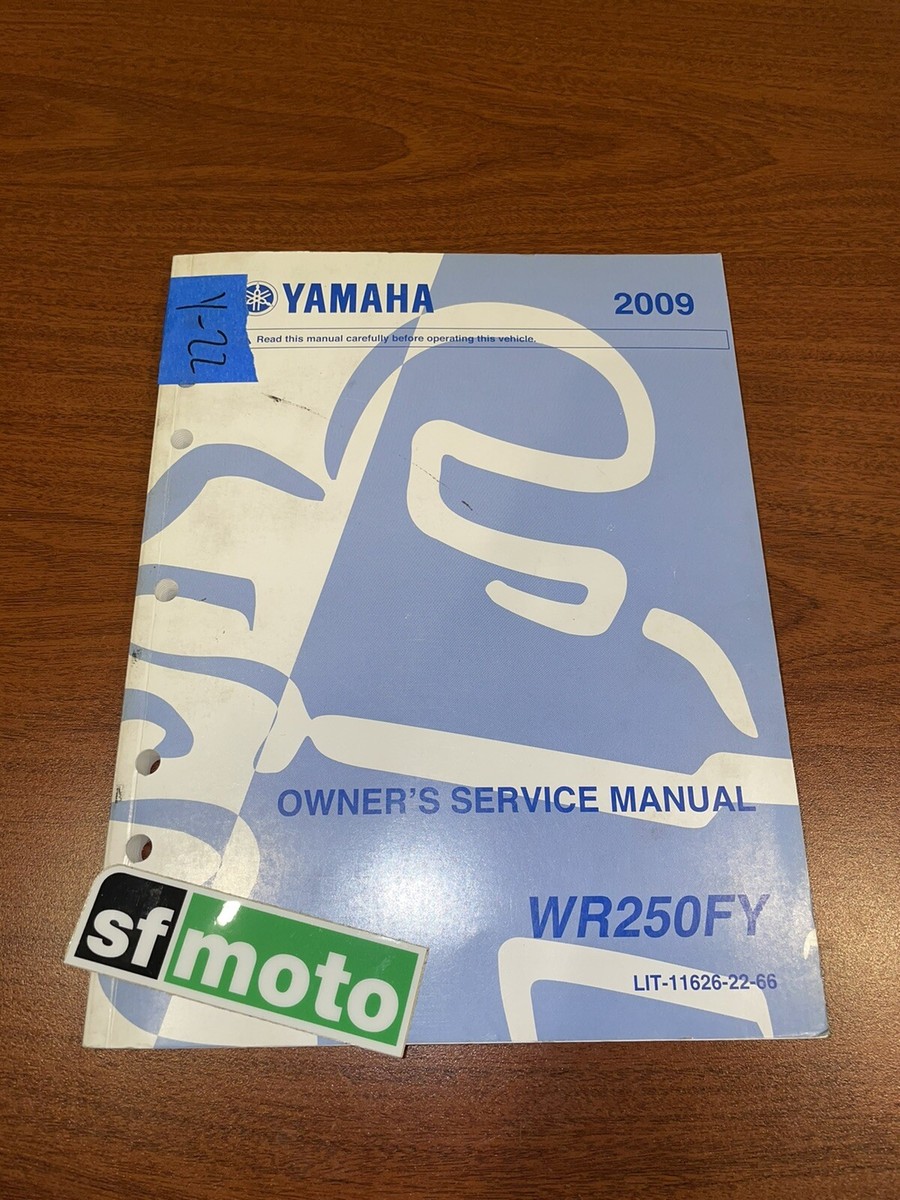 YAMAHA
2009
Read this manual carefully before operating this vehicle.
Y-22
OWNER'S SERVICE MANUAL
WR250FY
LIT-11626-22-66
sfmoto